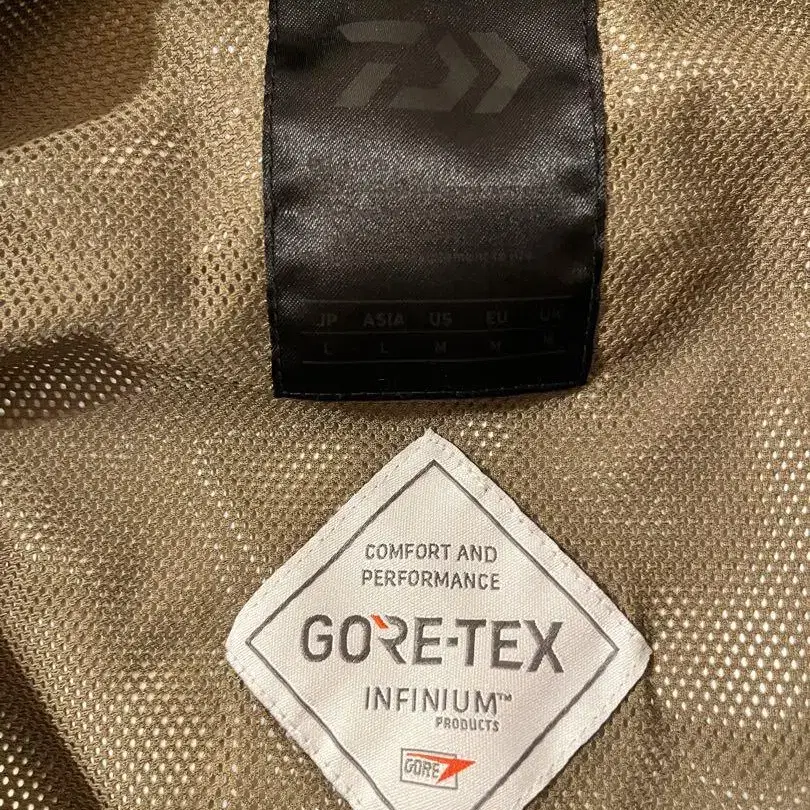 JP ASIA US EU UK
L L M M M
COMFORT AND
PERFORMANCE
GORE-TEX
INFINIUM™
PRODUCTS
GORE